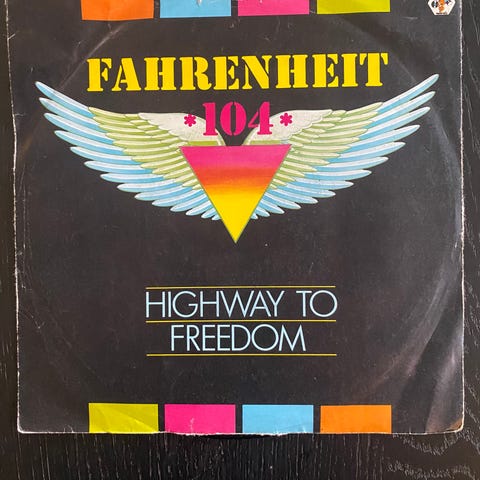 FAHRENHEIT
*104*
HIGHWAY TO
FREEDOM